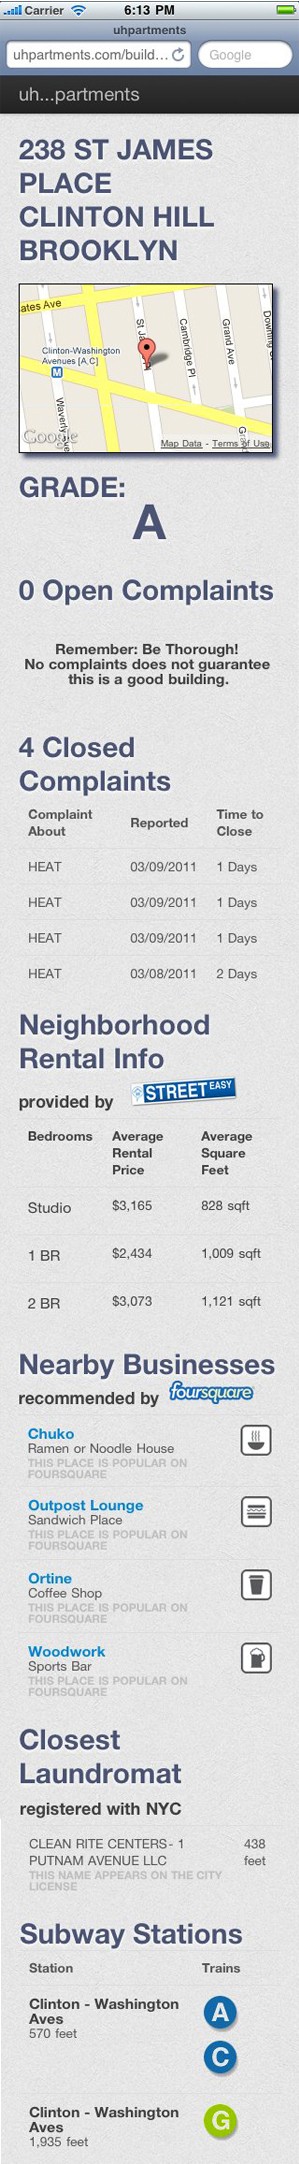 Carrier 6:13 PM
uhpartments
uhpartments.com/build... Google
uh...partments
238 ST JAMES
PLACE
CLINTON HILL
BROOKLYN
ates Ave
St Ja
Pl
Cambridge Pl
Grand Ave
Downing
Clinton-Washington
Avenues [A,C]
M
Waverly Ave
Gra
Google
Map Data - Terms of Use
GRADE:
A
0 Open Complaints
Remember: Be Thorough!
No complaints does not guarantee
this is a good building.
4 Closed
Complaints
Complaint About Reported Time to Close
HEAT 03/09/2011 1 Days
HEAT 03/09/2011 1 Days
HEAT 03/09/2011 1 Days
HEAT 03/08/2011 2 Days
Neighborhood
Rental Info
provided by STREETEASY
Bedrooms Average Rental Price Average Square Feet
Studio $3,165 828 sqft
1 BR $2,434 1,009 sqft
2 BR $3,073 1,121 sqft
Nearby Businesses
recommended by foursquare
Chuko
Ramen or Noodle House
THIS PLACE IS POPULAR ON
FOURSQUARE
Outpost Lounge
Sandwich Place
THIS PLACE IS POPULAR ON
FOURSQUARE
Ortine
Coffee Shop
THIS PLACE IS POPULAR ON
FOURSQUARE
Woodwork
Sports Bar
THIS PLACE IS POPULAR ON
FOURSQUARE
Closest
Laundromat
registered with NYC
CLEAN RITE CENTERS- 1 438
PUTNAM AVENUE LLC feet
THIS NAME APPEARS ON THE CITY
LICENSE
Subway Stations
Station Trains
Clinton - Washington A
Aves
570 feet
C
Clinton - Washington G
Aves
1,935 feet